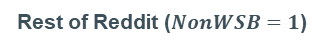 Rest of Reddit (NonWSB = 1)